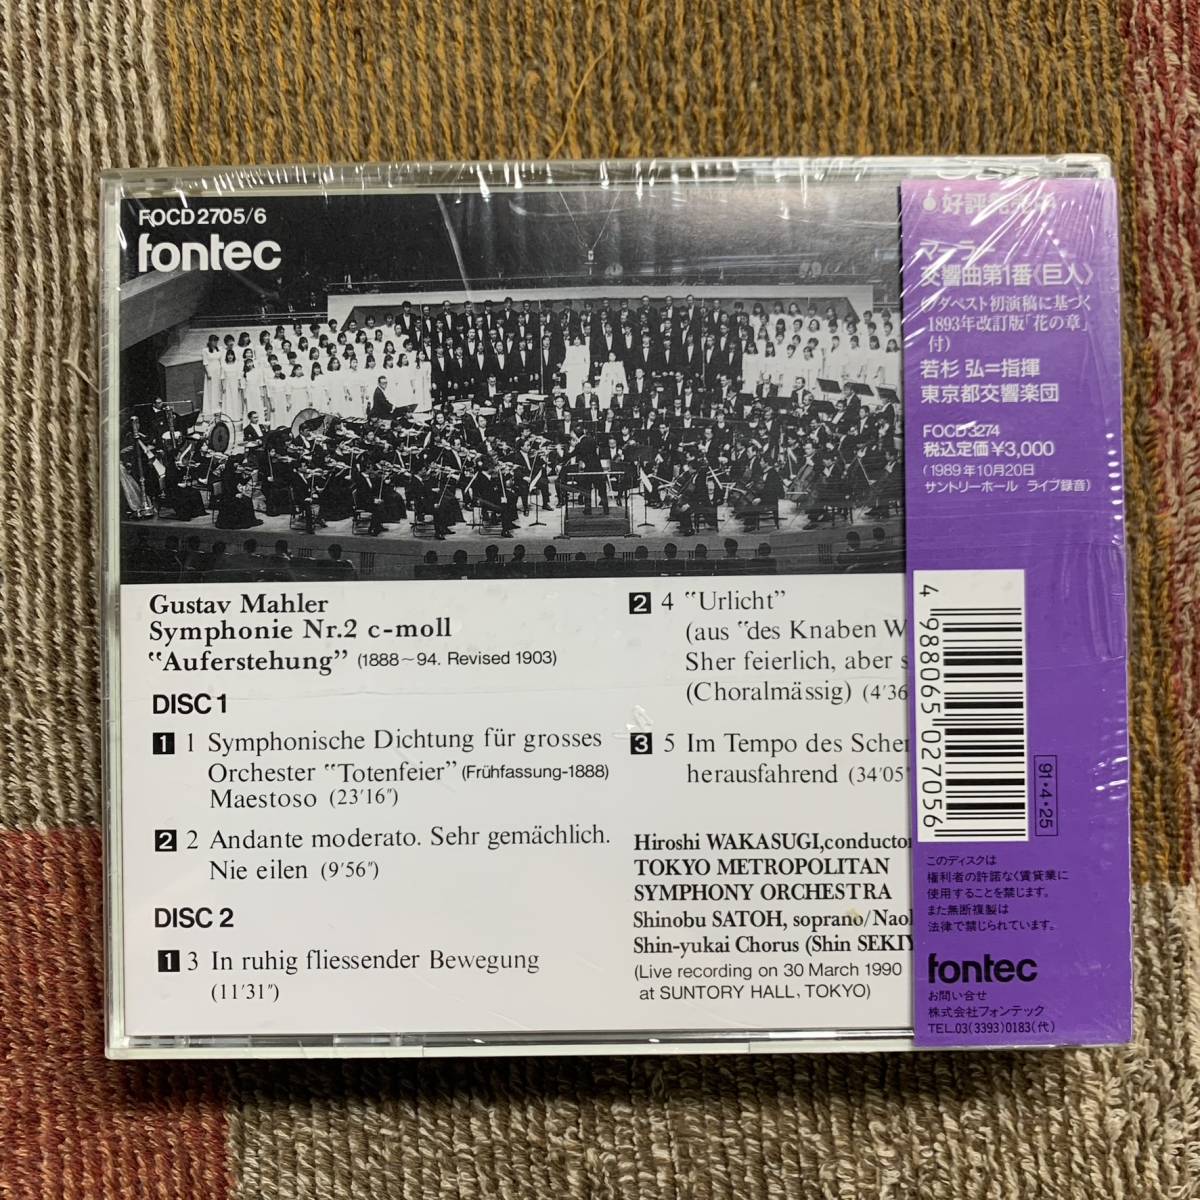 FOCD2705/6
fontec
Gustav Mahler
Symphonie Nr.2 c-moll
"Auferstehung" (1888~94. Revised 1903)
DISC 1
1 1 Symphonische Dichtung für grosses
Orchester "Totenfeier" (Frühfassung-1888)
Maestoso (23'16")
2 2 Andante moderato. Sehr gemächlich.
Nie eilen (9'56")
DISC 2
1 3 In ruhig fliessender Bewegung
(11'31")
2 4 "Urlicht"
(aus "des Knaben W
Sher feierlich, aber s
(Choralmässig) (4'36
3 5 Im Tempo des Scher
herausfahrend (34'05"
Hiroshi WAKASUGI,conductor
TOKYO METROPOLITAN
SYMPHONY ORCHESTRA
Shinobu SATOH, soprano/Naol
Shin-yukai Chorus (Shin SEKIY
(Live recording on 30 March 1990
at SUNTORY HALL, TOKYO)
好評発売中
マーラー
交響曲第1番〈巨人〉
(ブダペスト初演稿に基づく
1893年改訂版「花の章」
付)
若杉 弘=指揮
東京都交響楽団
FOCD3274
税込定価¥3,000
(1989年10月20日
サントリーホール ライブ録音)
4 988065 027056
91・4・25
このディスクは
権利者の許諾なく賃貸業に
使用することを禁じます。
また無断複製は
法律で禁じられています。
fontec
お問い合せ
株式会社フォンテック
TEL.03(3393)0183(代)